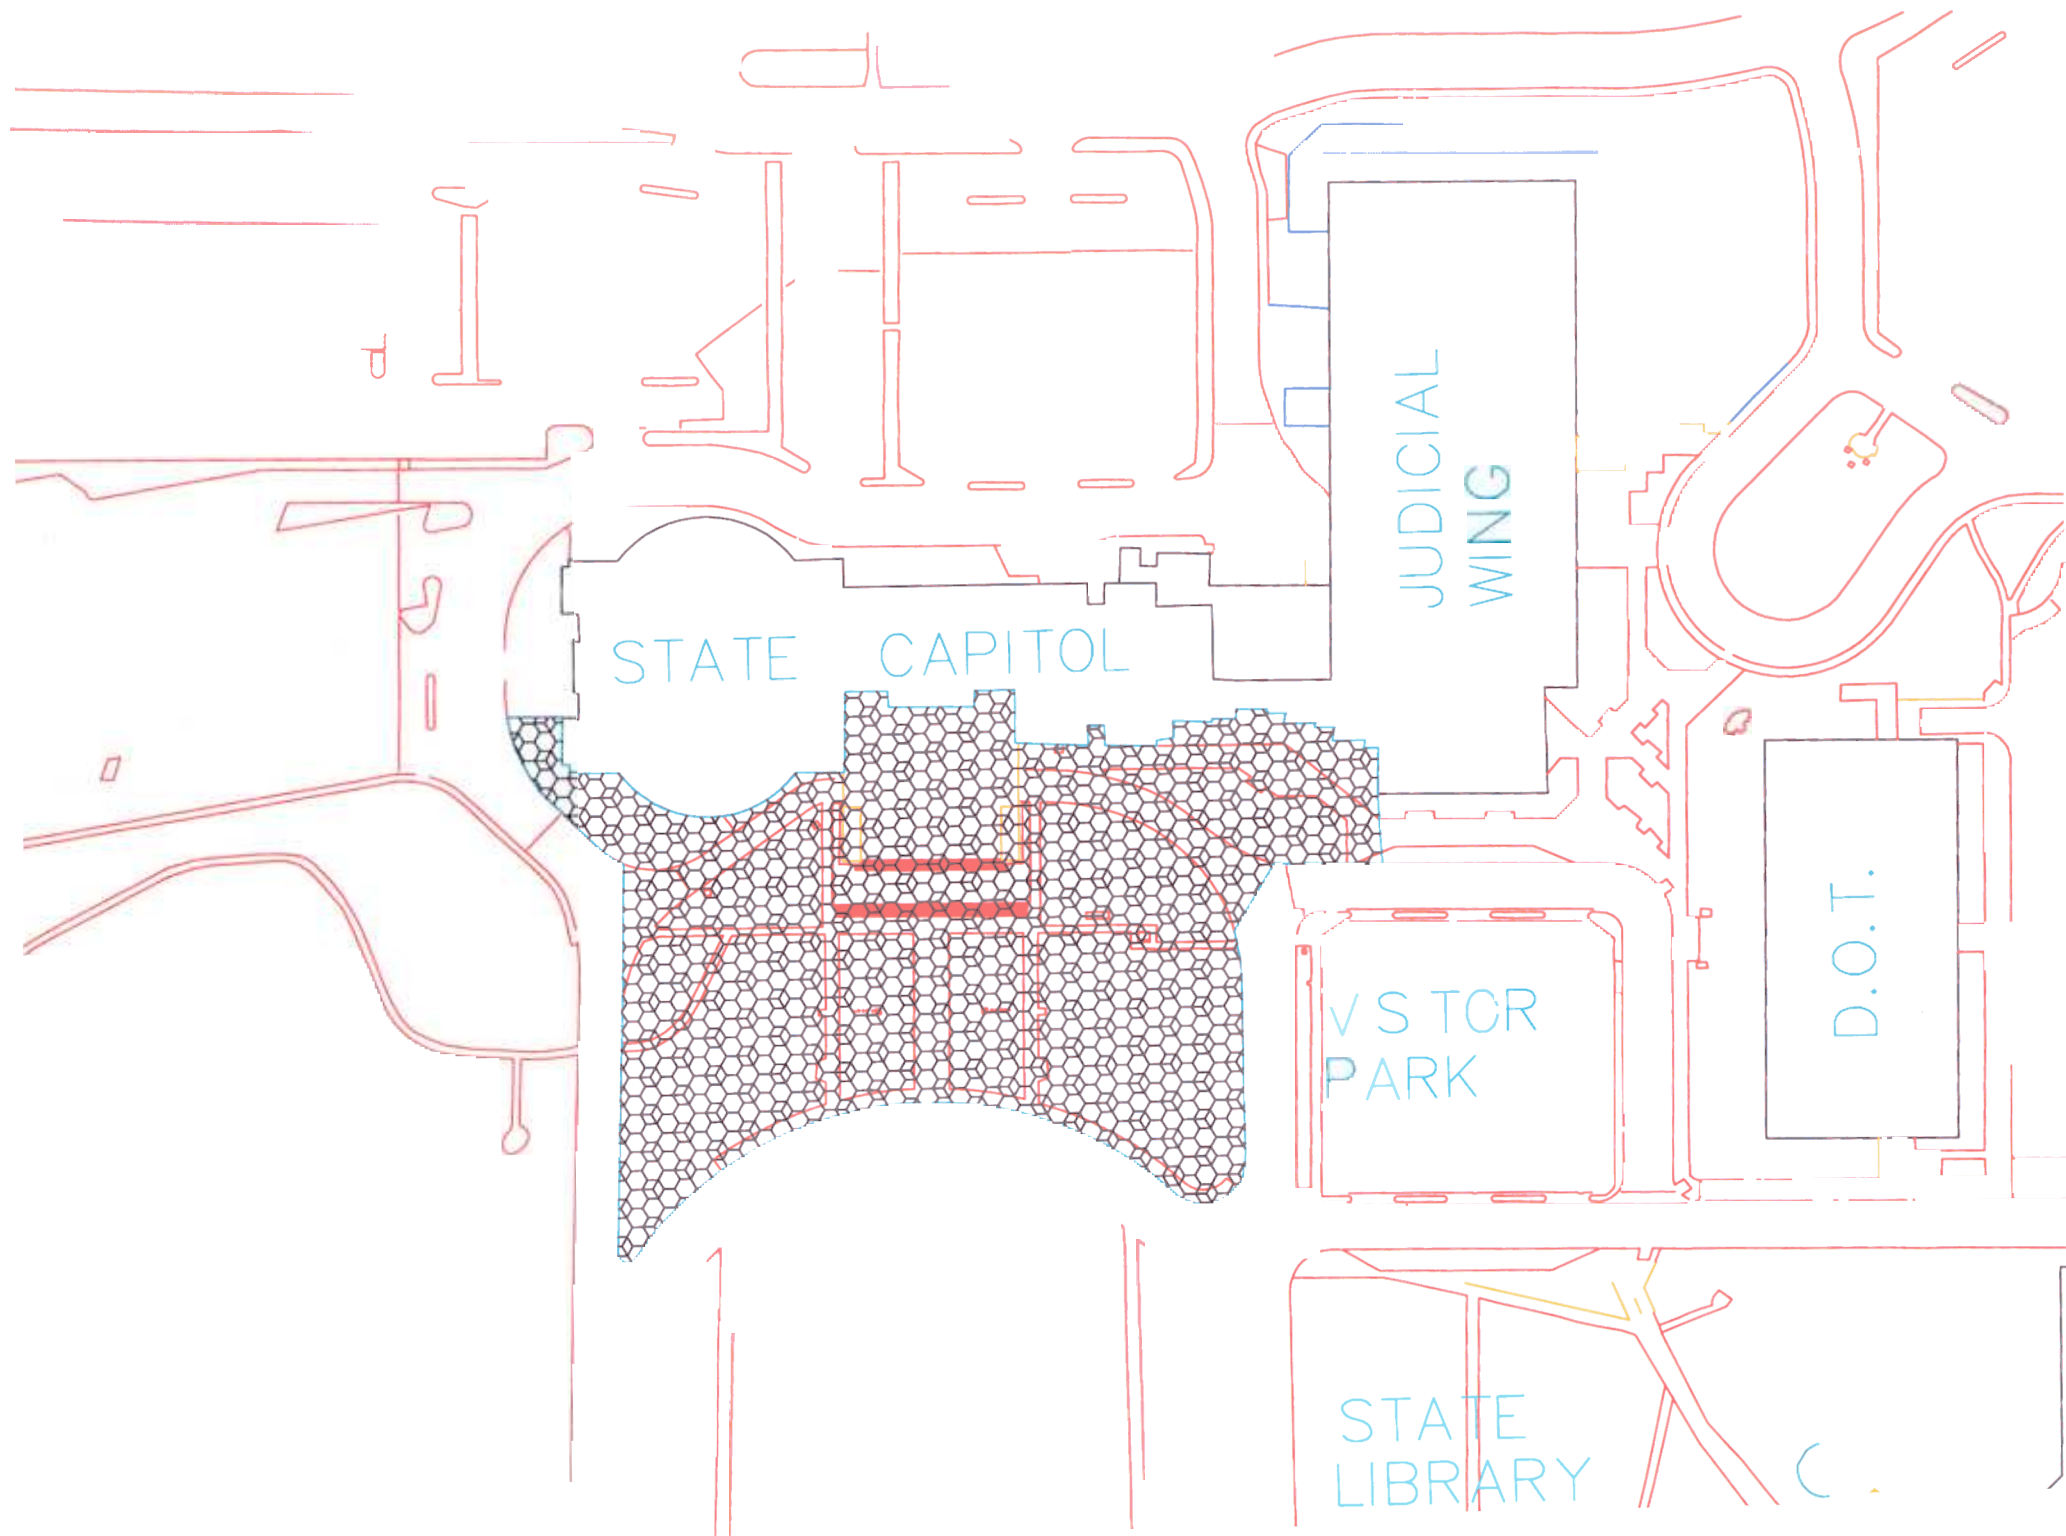 JUDICIAL
WING
STATE CAPITOL
D.O.T.
V S TCR
PARK
STATE
LIBRARY